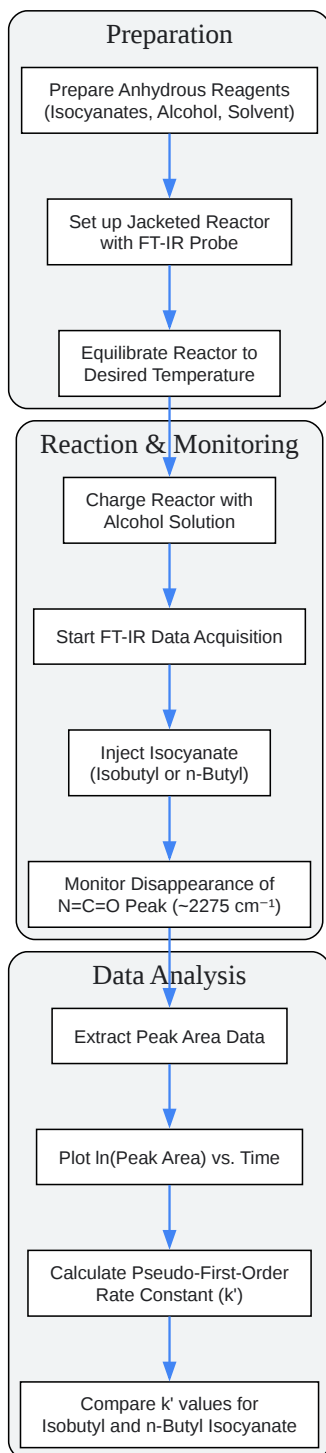 Preparation
Prepare Anhydrous Reagents
(Isocyanates, Alcohol, Solvent)
Set up Jacketed Reactor
with FT-IR Probe
Equilibrate Reactor to
Desired Temperature
Reaction & Monitoring
Charge Reactor with
Alcohol Solution
Start FT-IR Data Acquisition
Inject Isocyanate
(Isobutyl or n-Butyl)
Monitor Disappearance of
N=C=O Peak (~2275 cm⁻¹)
Data Analysis
Extract Peak Area Data
Plot ln(Peak Area) vs. Time
Calculate Pseudo-First-Order
Rate Constant (k')
Compare k' values for
Isobutyl and n-Butyl Isocyanate